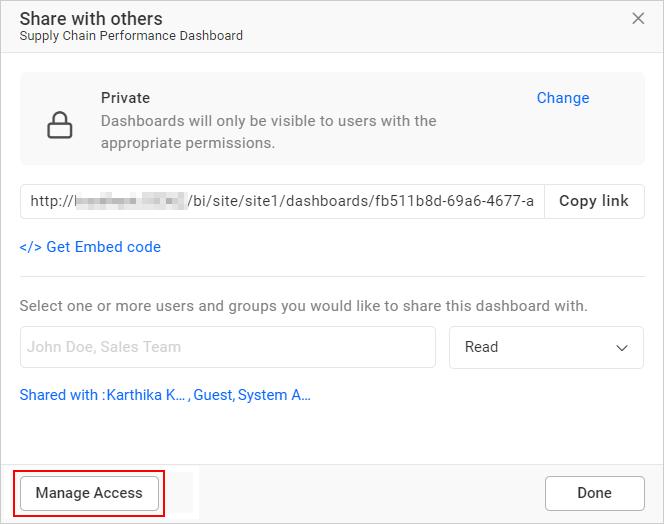 Share with others
Supply Chain Performance Dashboard
Private
Change
Dashboards will only be visible to users with the
appropriate permissions.
http:// /bi/site/site1/dashboards/fb511b8d-69a6-4677-a
Copy link
</> Get Embed code
Select one or more users and groups you would like to share this dashboard with.
John Doe, Sales Team
Read
Shared with :Karthika K... , Guest, System A...
Manage Access
Done